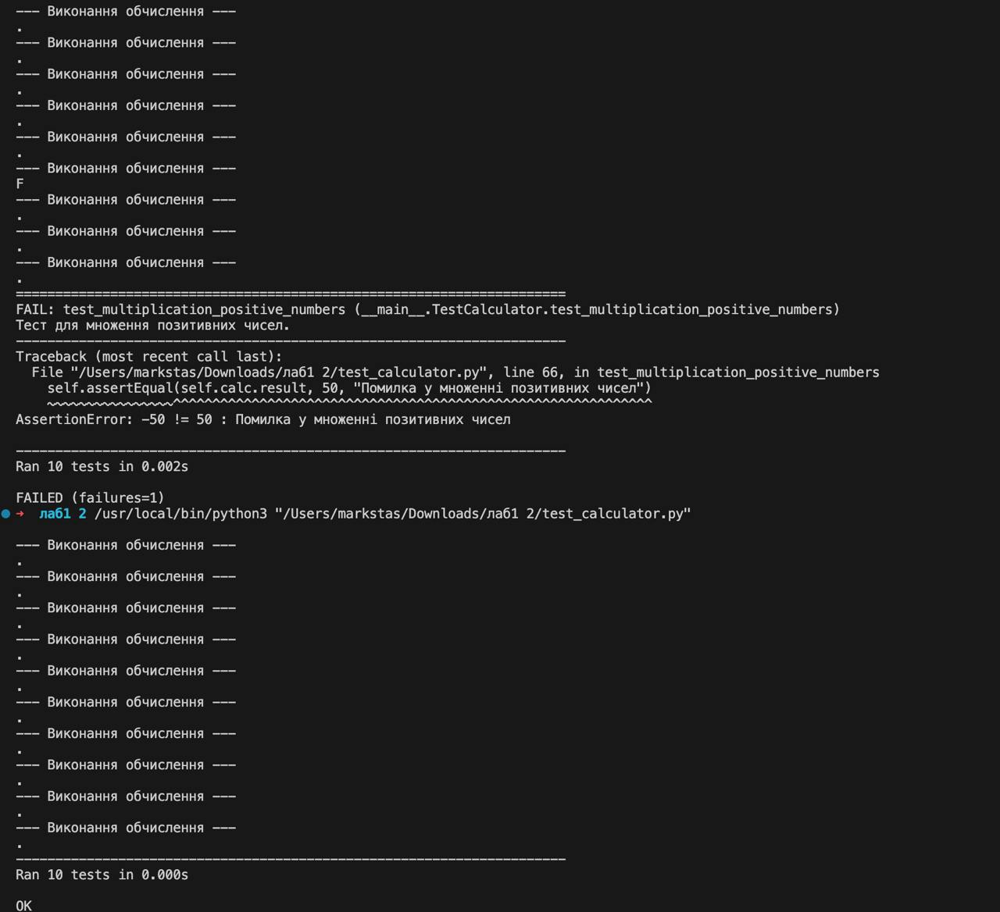 --- Виконання обчислення ---
.
--- Виконання обчислення ---
.
--- Виконання обчислення ---
.
--- Виконання обчислення ---
.
--- Виконання обчислення ---
.
--- Виконання обчислення ---
F
--- Виконання обчислення ---
.
--- Виконання обчислення ---
.
--- Виконання обчислення ---
.
======================================================================
FAIL: test_multiplication_positive_numbers (__main__.TestCalculator.test_multiplication_positive_numbers)
Тест для множення позитивних чисел.
----------------------------------------------------------------------
Traceback (most recent call last):
  File "/Users/markstas/Downloads/лаб1 2/test_calculator.py", line 66, in test_multiplication_positive_numbers
    self.assertEqual(self.calc.result, 50, "Помилка у множенні позитивних чисел")
    ~~~~~~~~~~~~~~~~^^^^^^^^^^^^^^^^^^^^^^^^^^^^^^^^^^^^^^^^^^^^^^^^^^^^^^^^^^^^^
AssertionError: -50 != 50 : Помилка у множенні позитивних чисел

----------------------------------------------------------------------
Ran 10 tests in 0.002s

FAILED (failures=1)
➜  лаб1 2 /usr/local/bin/python3 "/Users/markstas/Downloads/лаб1 2/test_calculator.py"

--- Виконання обчислення ---
.
--- Виконання обчислення ---
.
--- Виконання обчислення ---
.
--- Виконання обчислення ---
.
--- Виконання обчислення ---
.
--- Виконання обчислення ---
.
--- Виконання обчислення ---
.
--- Виконання обчислення ---
.
--- Виконання обчислення ---
.
--- Виконання обчислення ---
.
----------------------------------------------------------------------
Ran 10 tests in 0.000s

OK